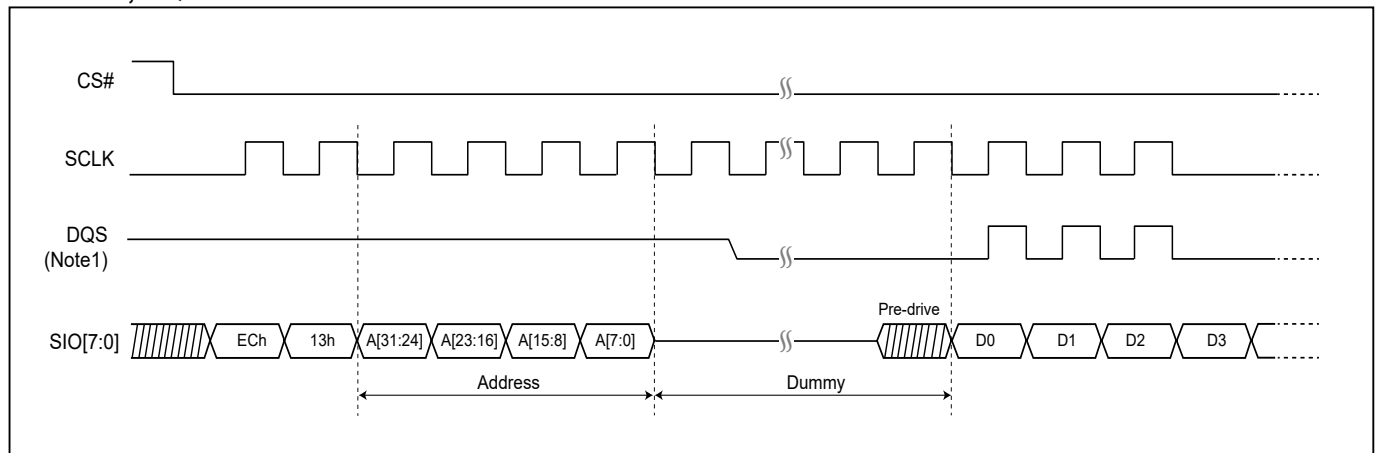 CS#
SCLK
DQS
(Note1)
Pre-drive
SIO[7:0]
ECh
13h
A[31:24]
A[23:16]
A[15:8]
A[7:0]
D0
D1
D2
D3
Address
Dummy